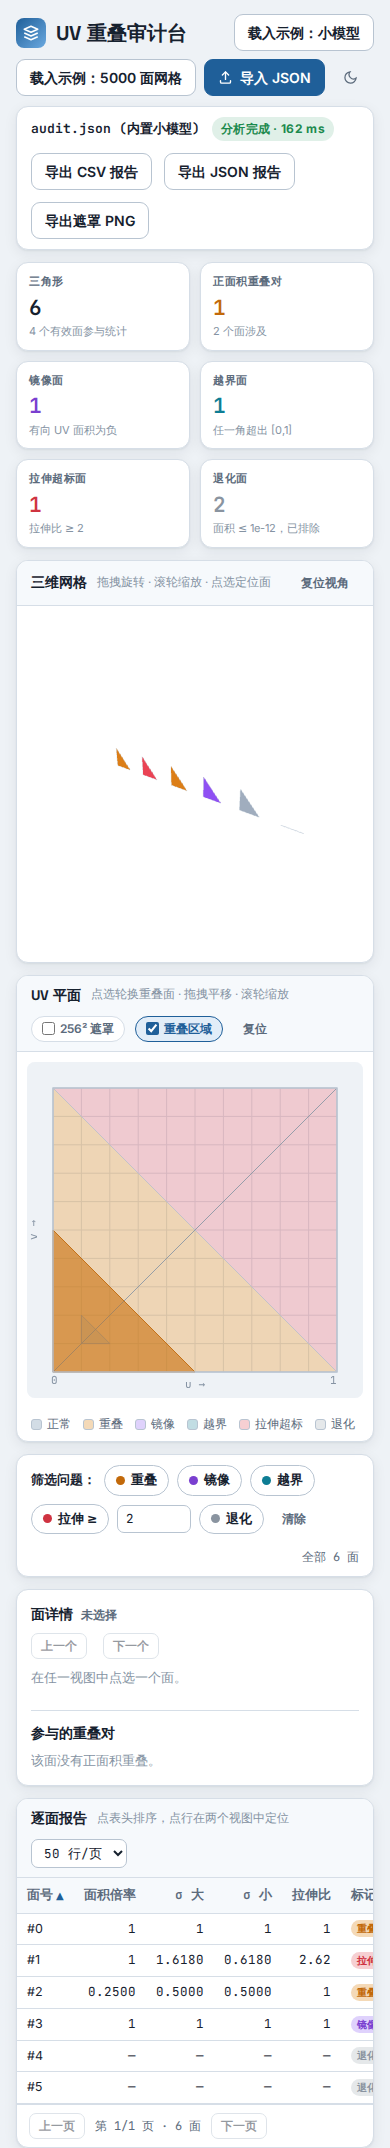 UV 重叠审计台
载入示例：小模型
载入示例：5000 面网格
导入 JSON
audit.json (内置小模型)
分析完成 · 162 ms
导出 CSV 报告
导出 JSON 报告
导出遮罩 PNG
三角形
6
4 个有效面参与统计
正面积重叠对
1
2 个面涉及
镜像面
1
有向 UV 面积为负
越界面
1
任一角超出 [0,1]
拉伸超标面
1
拉伸比 ≥ 2
退化面
2
面积 ≤ 1e-12，已排除
三维网格 拖拽旋转 · 滚轮缩放 · 点选定位面 复位视角
UV 平面 点选轮换重叠面 · 拖拽平移 · 滚轮缩放
256² 遮罩 重叠区域 复位
V →
0 U → 1
正常 重叠 镜像 越界 拉伸超标 退化
筛选问题： 重叠 镜像 越界
拉伸 ≥ 2 退化 清除
全部 6 面
面详情 未选择
上一个 下一个
在任一视图中点选一个面。
参与的重叠对
该面没有正面积重叠。
逐面报告 点表头排序，点行在两个视图中定位
50 行/页
面号 ▲ 面积倍率 σ 大 σ 小 拉伸比 标记
#0 1 1 1 1 重叠
#1 1 1.6180 0.6180 2.62 拉伸
#2 0.2500 0.5000 0.5000 1 重叠
#3 1 1 1 1 镜像
#4 — — — — 退化
#5 — — — — 退化
上一页 第 1/1 页 · 6 面 下一页